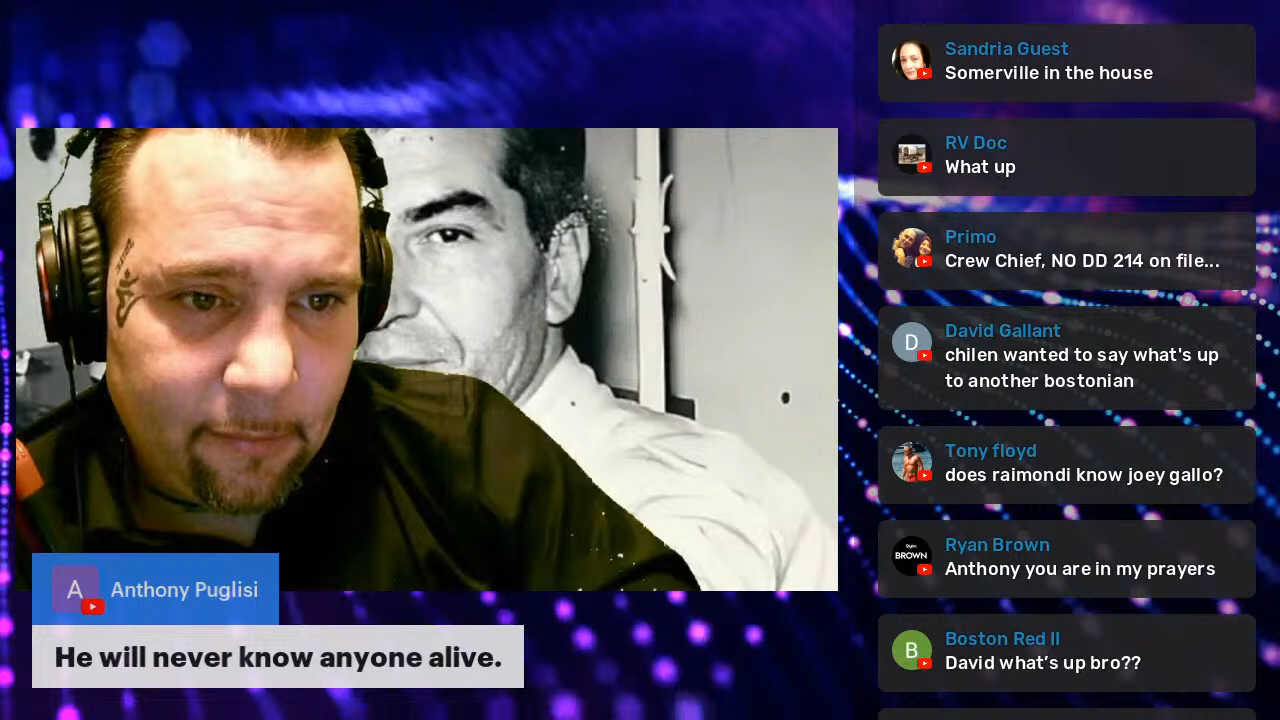 Sandria Guest
Somerville in the house
RV Doc
What up
Primo
Crew Chief, NO DD 214 on file...
D
David Gallant
chilen wanted to say what's up
to another bostonian
Tony floyd
does raimondi know joey gallo?
Ryan
BROWN
Ryan Brown
Anthony you are in my prayers
B
Boston Red II
David what’s up bro??
A
Anthony Puglisi
He will never know anyone alive.